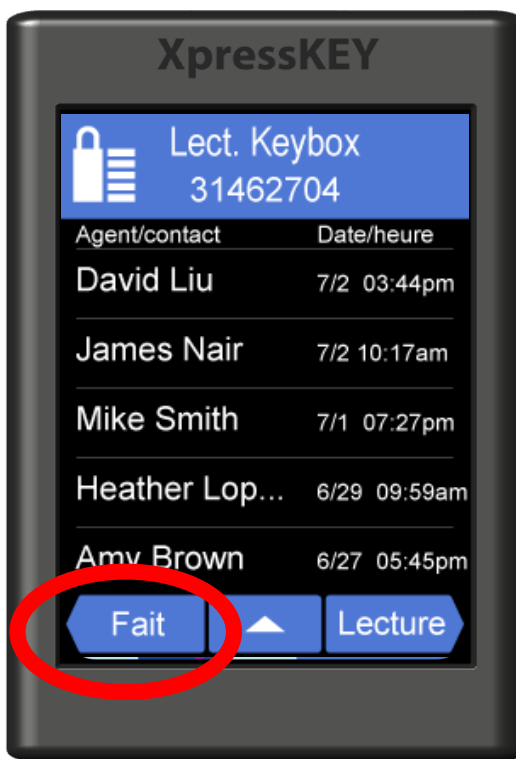 XpressKEY
Lect. Keybox
31462704
Agent/contact Date/heure
David Liu 7/2 03:44pm
James Nair 7/2 10:17am
Mike Smith 7/1 07:27pm
Heather Lop... 6/29 09:59am
Amy Brown 6/27 05:45pm
Fait Lecture